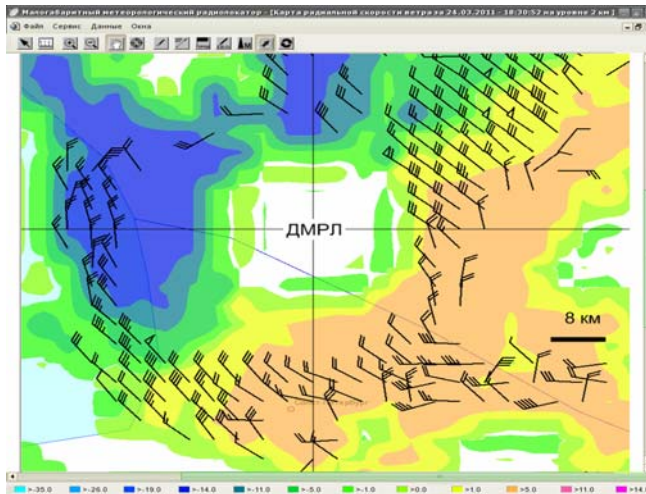 Малогабаритный метеорологический радиолокатор - [Карта радиальной скорости ветра за 24.03.2011 - 18:30:52 на уровне 2 км]
Файл Сервис Данные Окна
ДМРЛ
8 км
>-35.0 >-26.0 >-19.0 >-14.0 >-11.0 >-5.0 >-1.0 >0.0 >1.0 >5.0 >11.0 >14.0